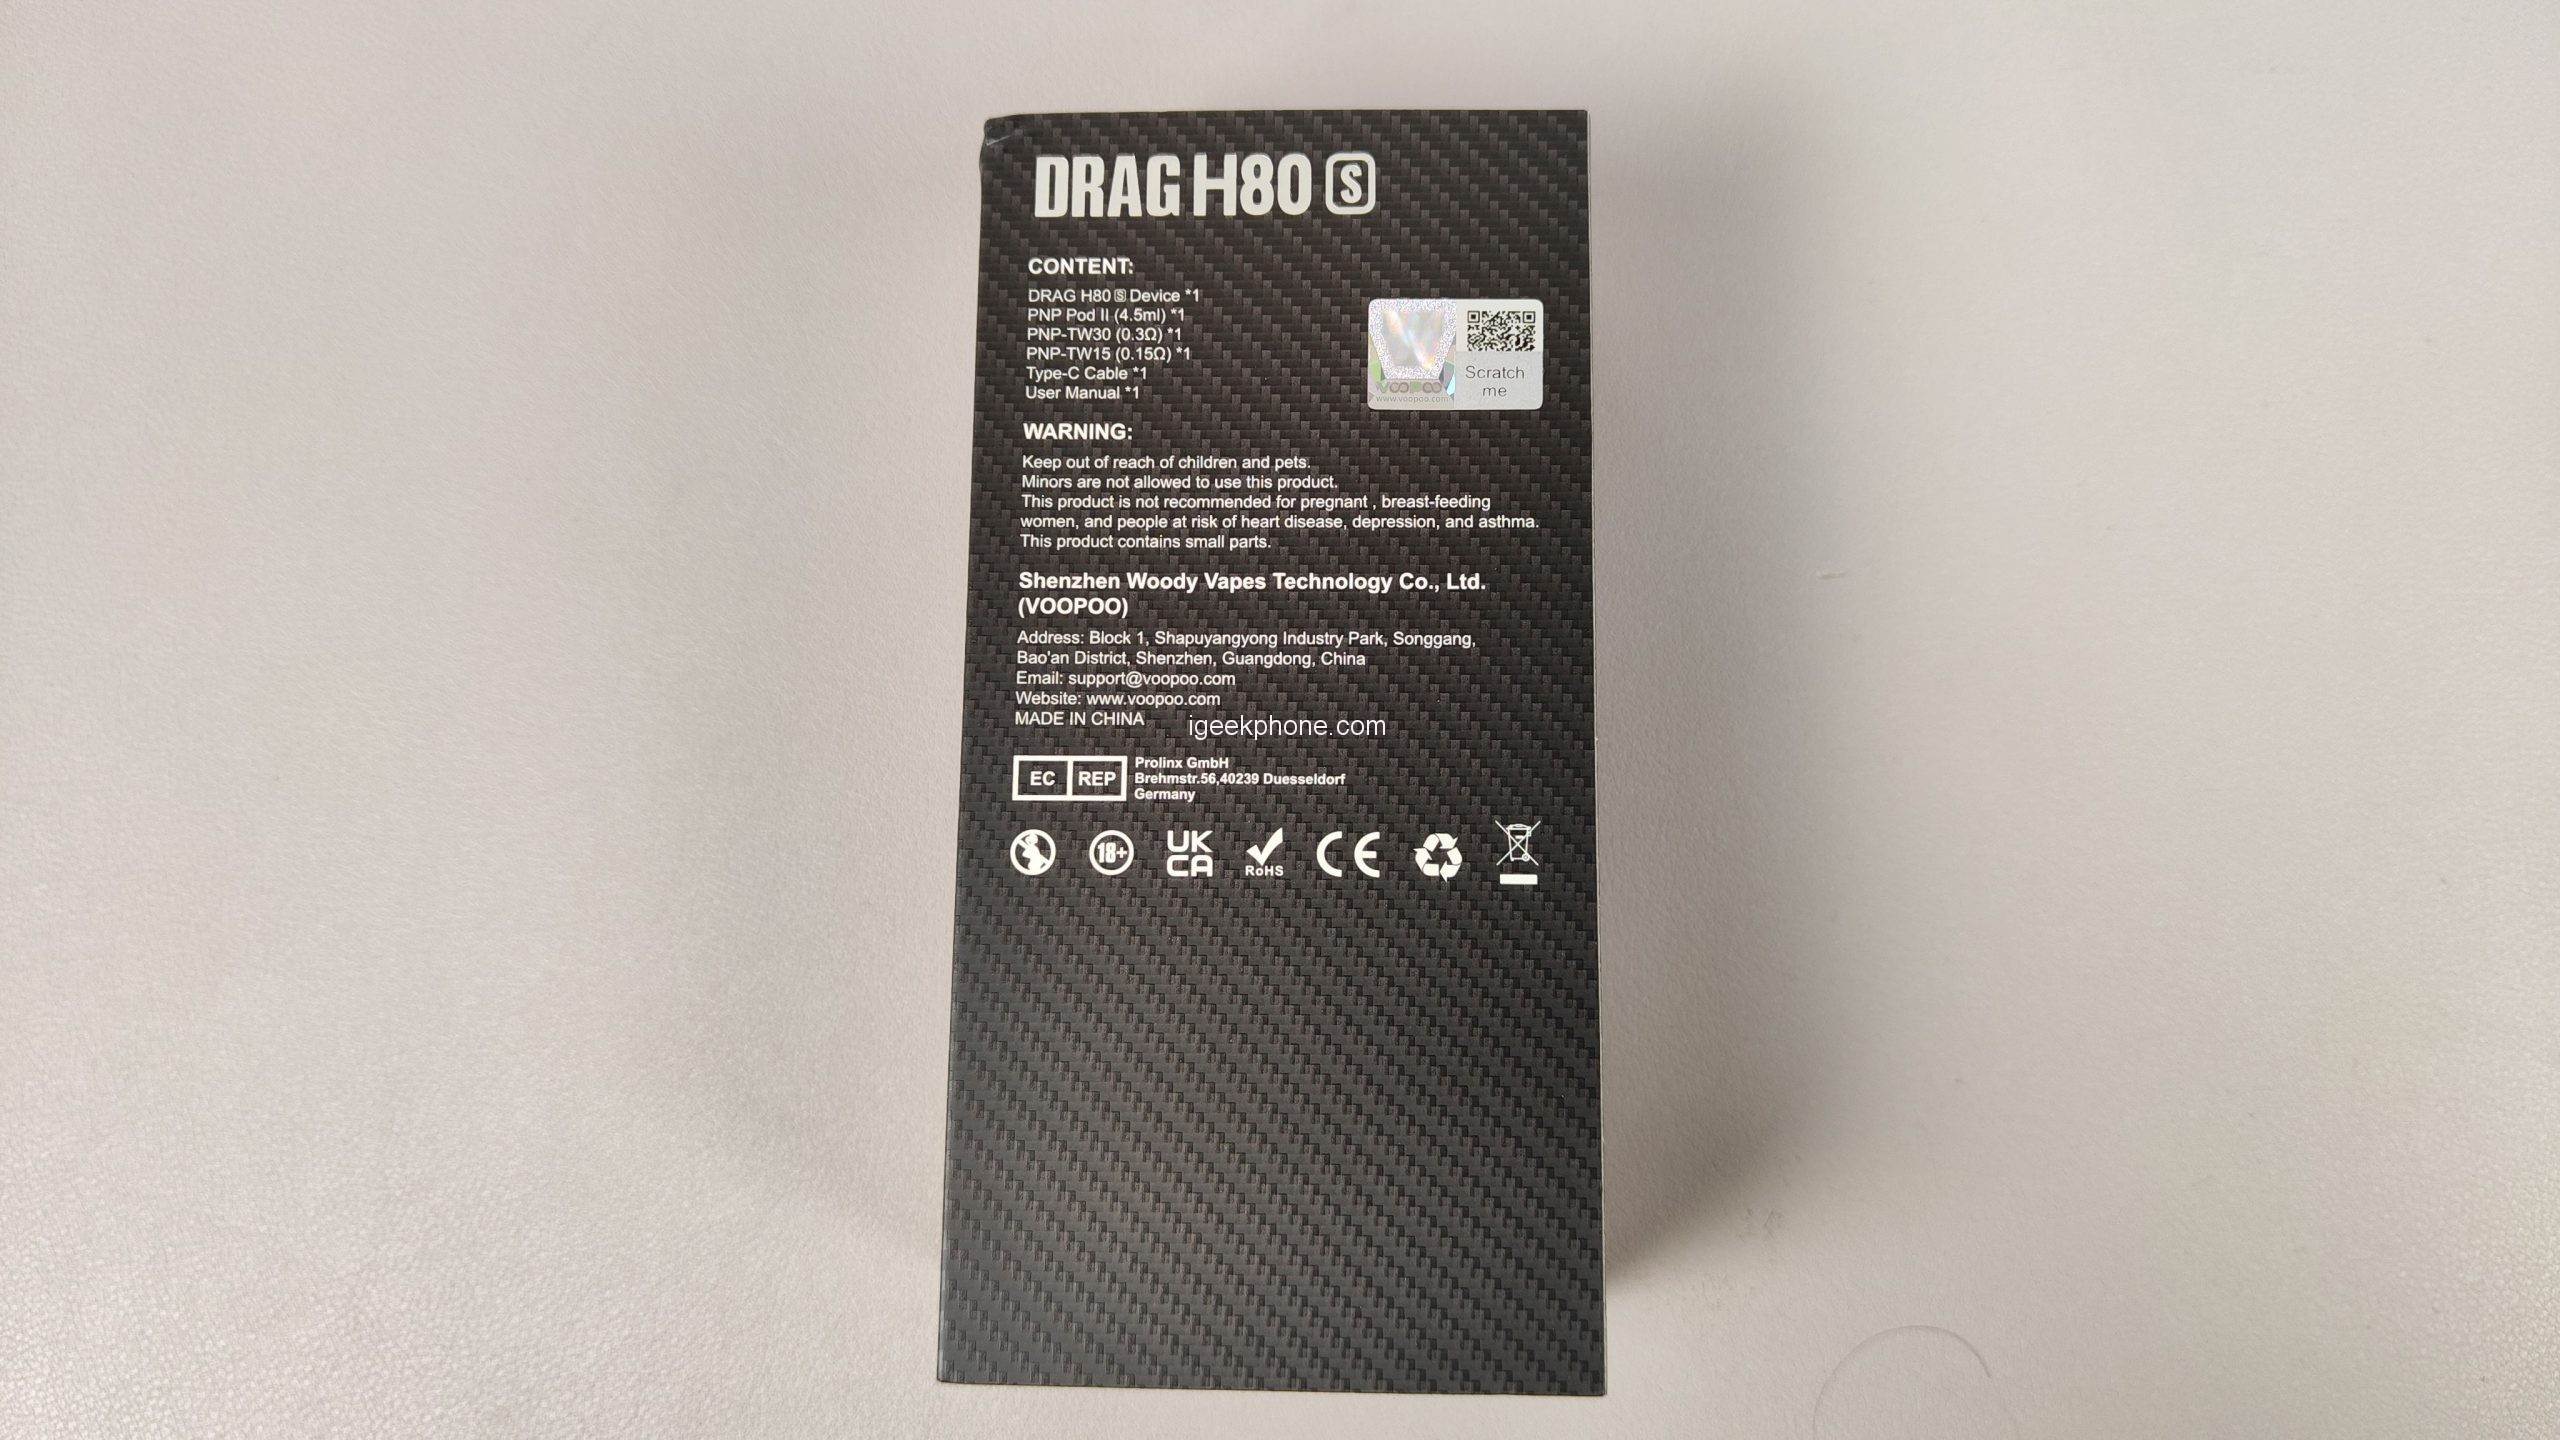 DRAG H80 S
CONTENT:
DRAG H80 S Device *1
PNP Pod II (4.5ml) *1
PNP-TW30 (0.3Ω) *1
PNP-TW15 (0.15Ω) *1
Type-C Cable *1
User Manual *1
VOOPOO
www.voopoo.com
Scratch
me
WARNING:
Keep out of reach of children and pets.
Minors are not allowed to use this product.
This product is not recommended for pregnant , breast-feeding
women, and people at risk of heart disease, depression, and asthma.
This product contains small parts.
Shenzhen Woody Vapes Technology Co., Ltd.
(VOOPOO)
Address: Block 1, Shapuyangyong Industry Park, Songgang,
Bao'an District, Shenzhen, Guangdong, China
Email: support@voopoo.com
Website: www.voopoo.com
MADE IN CHINA
igeekphone.com
EC REP
Prolinx GmbH
Brehmstr.56,40239 Duesseldorf
Germany
18+
UK
CA
RoHS
CE